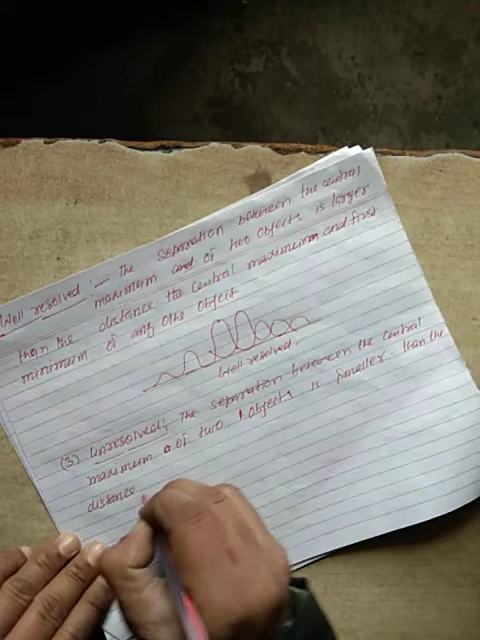 Well resolved :- The separation between the central
maximum and of two objects is larger
than the distance the central maximum and first
minimum of any one object
Well resolved.
(3) Unresolved; The separation between the central
maximum of two objects is smaller than the
distance